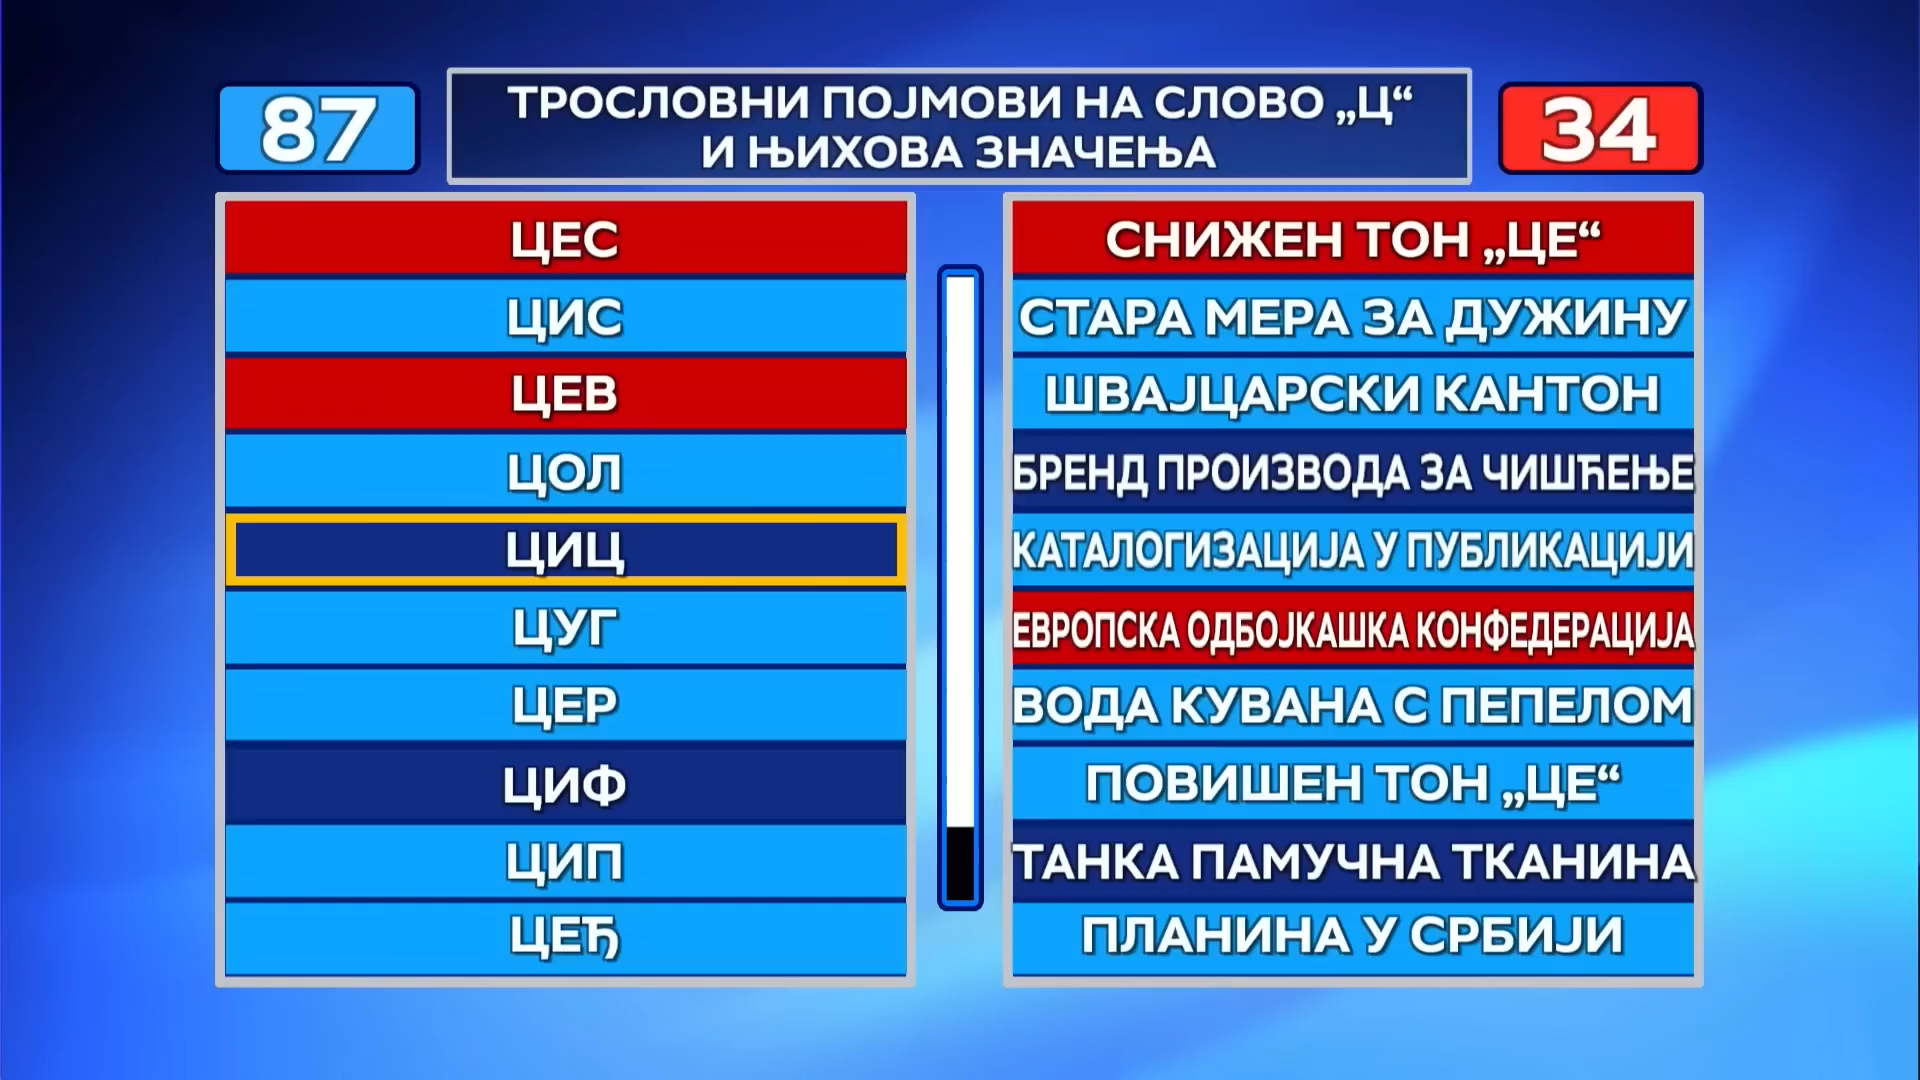 87
ТРОСЛОВНИ ПОЈМОВИ НА СЛОВО „Ц“
И ЊИХОВА ЗНАЧЕЊА
34
ЦЕС
СНИЖЕН ТОН „ЦЕ“
ЦИС
СТАРА МЕРА ЗА ДУЖИНУ
ЦЕВ
ШВАЈЦАРСКИ КАНТОН
ЦОЛ
БРЕНД ПРОИЗВОДА ЗА ЧИШЋЕЊЕ
ЦИЦ
КАТАЛОГИЗАЦИЈА У ПУБЛИКАЦИЈИ
ЦУГ
ЕВРОПСКА ОДБОЈКАШКА КОНФЕДЕРАЦИЈА
ЦЕР
ВОДА КУВАНА С ПЕПЕЛОМ
ЦИФ
ПОВИШЕН ТОН „ЦЕ“
ЦИП
ТАНКА ПАМУЧНА ТКАНИНА
ЦЕЂ
ПЛАНИНА У СРБИЈИ